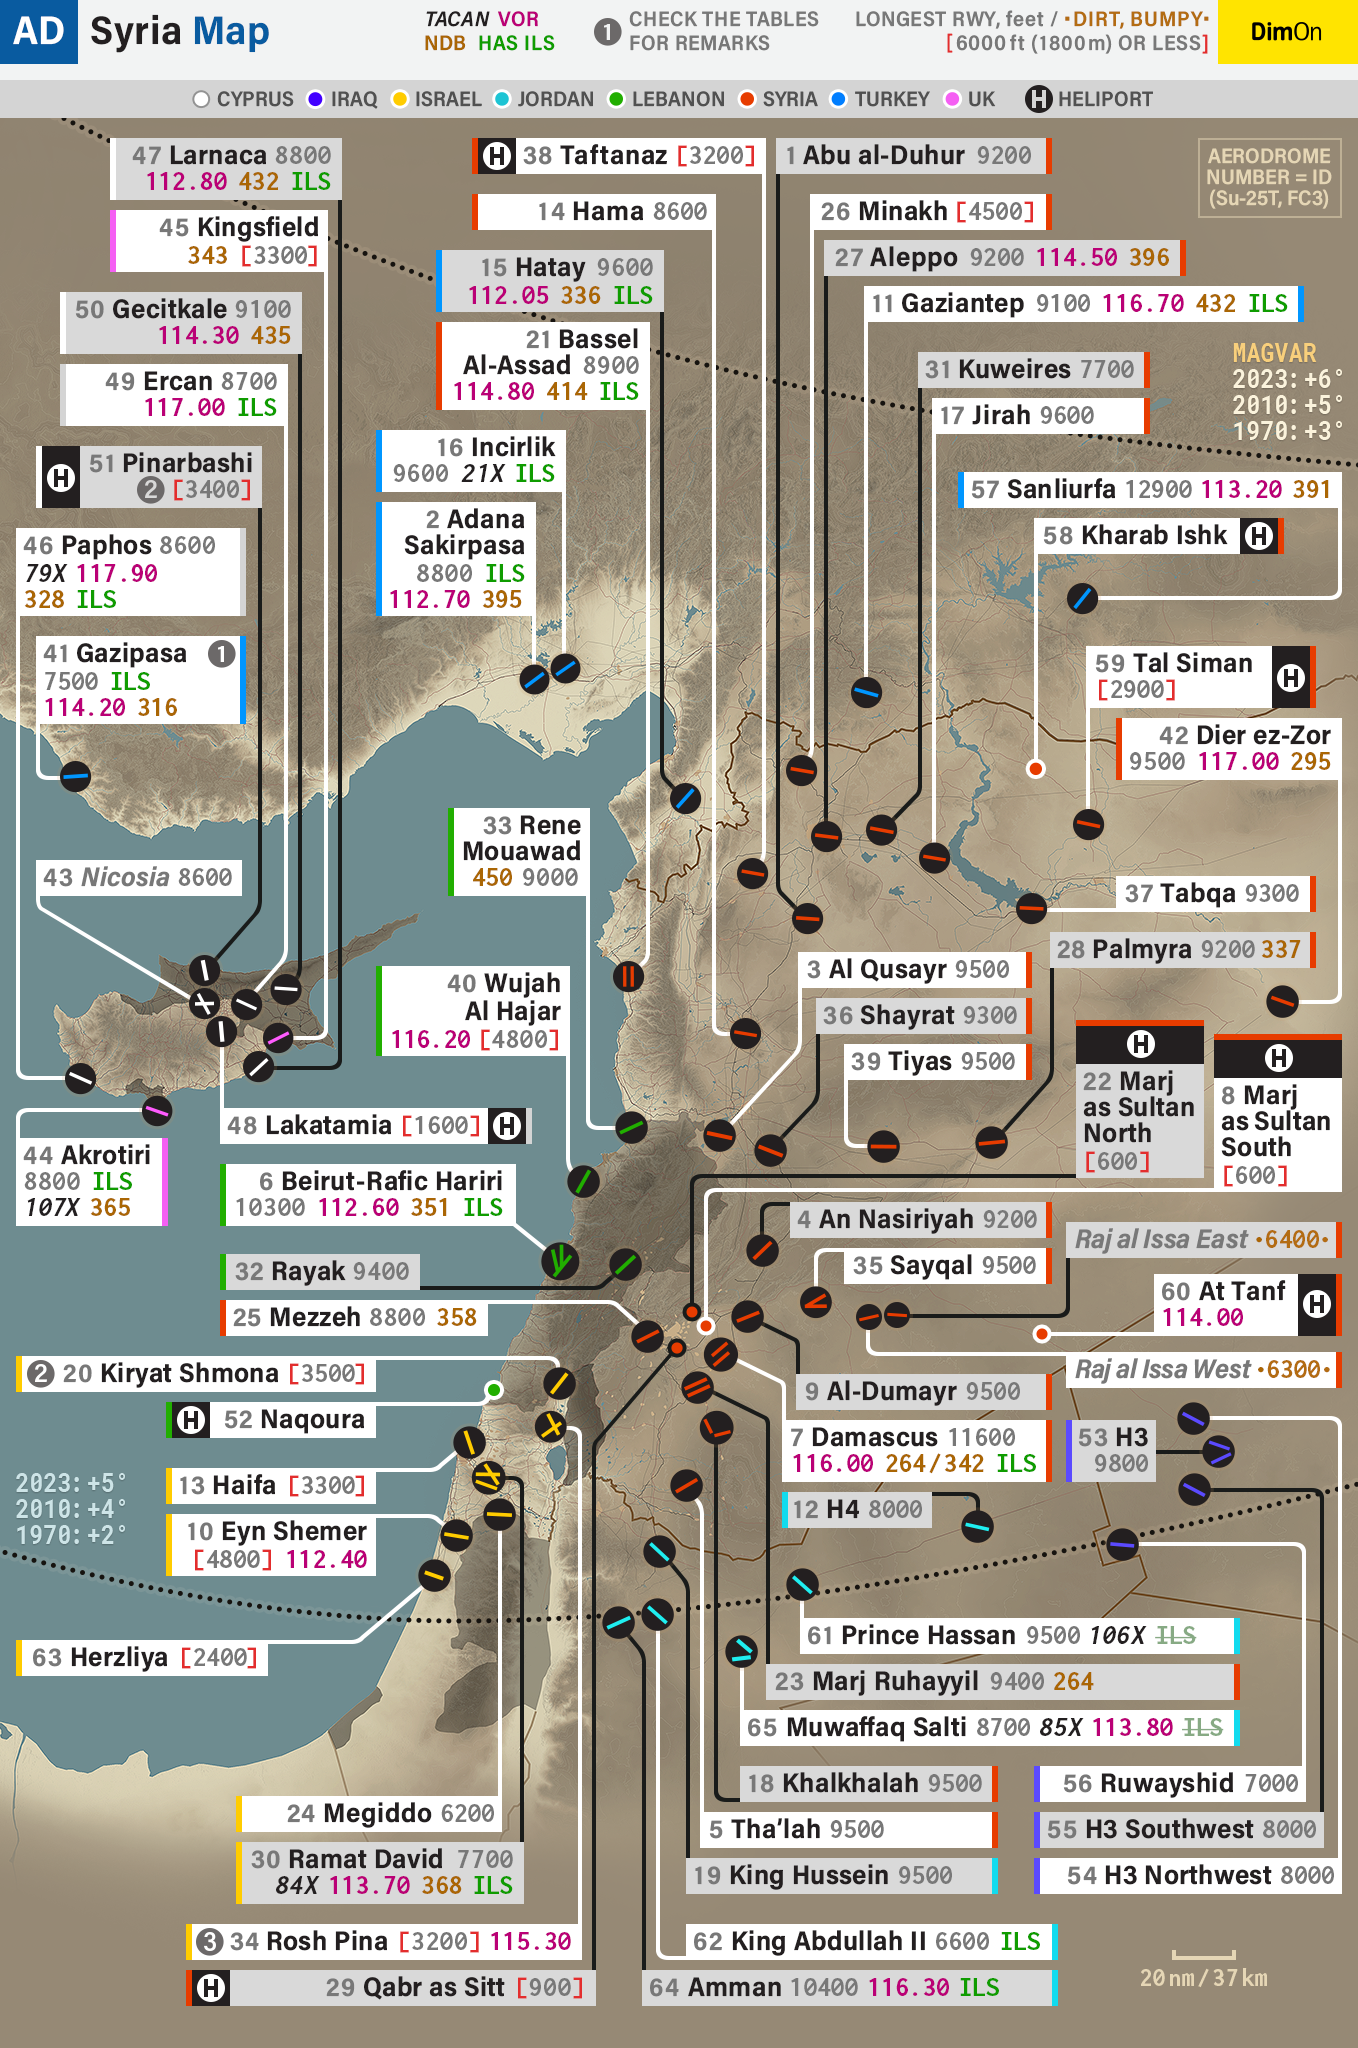 AD Syria Map
TACAN VOR
NDB HAS ILS
1 CHECK THE TABLES
FOR REMARKS
LONGEST RWY, feet / •DIRT, BUMPY•
[6000 ft (1800 m) OR LESS]
DimOn
CYPRUS IRAQ ISRAEL JORDAN LEBANON SYRIA TURKEY UK H HELIPORT
47 Larnaca 8800
112.80 432 ILS
45 Kingsfield
343 [3300]
50 Gecitkale 9100
114.30 435
49 Ercan 8700
117.00 ILS
H 51 Pinarbashi
2 [3400]
46 Paphos 8600
79X 117.90
328 ILS
41 Gazipasa 1
7500 ILS
114.20 316
43 Nicosia 8600
H 38 Taftanaz [3200]
14 Hama 8600
15 Hatay 9600
112.05 336 ILS
21 Bassel
Al-Assad 8900
114.80 414 ILS
16 Incirlik
9600 21X ILS
2 Adana
Sakirpasa
8800 ILS
112.70 395
1 Abu al-Duhur 9200
26 Minakh [4500]
27 Aleppo 9200 114.50 396
11 Gaziantep 9100 116.70 432 ILS
31 Kuweires 7700
17 Jirah 9600
AERODROME
NUMBER = ID
(Su-25T, FC3)
MAGVAR
2023: +6°
2010: +5°
1970: +3°
57 Sanliurfa 12900 113.20 391
58 Kharab Ishk H
59 Tal Siman
[2900] H
42 Dier ez-Zor
9500 117.00 295
33 Rene
Mouawad
450 9000
37 Tabqa 9300
28 Palmyra 9200 337
40 Wujah
Al Hajar
116.20 [4800]
3 Al Qusayr 9500
36 Shayrat 9300
39 Tiyas 9500
H
22 Marj
as Sultan
North
[600]
H
8 Marj
as Sultan
South
[600]
48 Lakatamia [1600] H
44 Akrotiri
8800 ILS
107X 365
6 Beirut-Rafic Hariri
10300 112.60 351 ILS
32 Rayak 9400
25 Mezzeh 8800 358
4 An Nasiriyah 9200
35 Sayqal 9500
Raj al Issa East •6400•
60 At Tanf
114.00 H
Raj al Issa West •6300•
2 20 Kiryat Shmona [3500]
H 52 Naqoura
9 Al-Dumayr 9500
7 Damascus 11600
116.00 264/342 ILS
53 H3
9800
13 Haifa [3300]
2023: +5°
2010: +4°
1970: +2°
10 Eyn Shemer
[4800] 112.40
12 H4 8000
63 Herzliya [2400]
61 Prince Hassan 9500 106X ILS
23 Marj Ruhayyil 9400 264
65 Muwaffaq Salti 8700 85X 113.80 ILS
18 Khalkhalah 9500
56 Ruwayshid 7000
24 Megiddo 6200
5 Tha’lah 9500
55 H3 Southwest 8000
30 Ramat David 7700
84X 113.70 368 ILS
19 King Hussein 9500
54 H3 Northwest 8000
3 34 Rosh Pina [3200] 115.30
62 King Abdullah II 6600 ILS
H 29 Qabr as Sitt [900]
64 Amman 10400 116.30 ILS
20 nm / 37 km